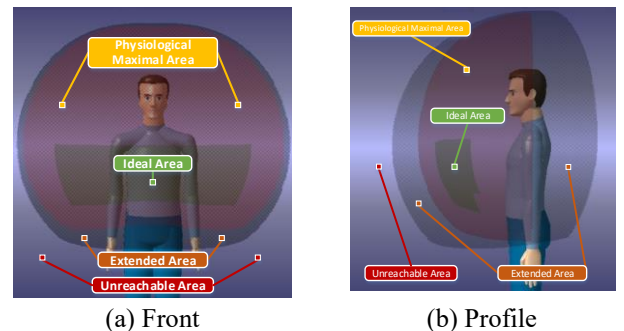 Physiological
Maximal Area
Ideal Area
Extended Area
Unreachable Area
(a) Front
Physiological Maximal Area
Ideal Area
Unreachable Area
Extended Area
(b) Profile